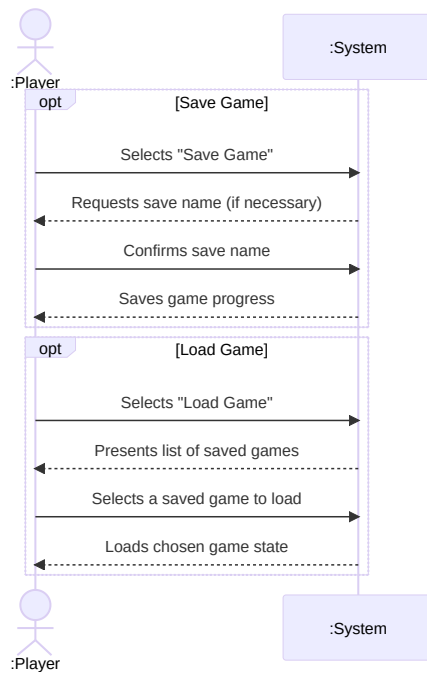 :System
:Player
opt
[Save Game]
Selects "Save Game"
Requests save name (if necessary)
Confirms save name
Saves game progress
opt
[Load Game]
Selects "Load Game"
Presents list of saved games
Selects a saved game to load
Loads chosen game state
:System
:Player